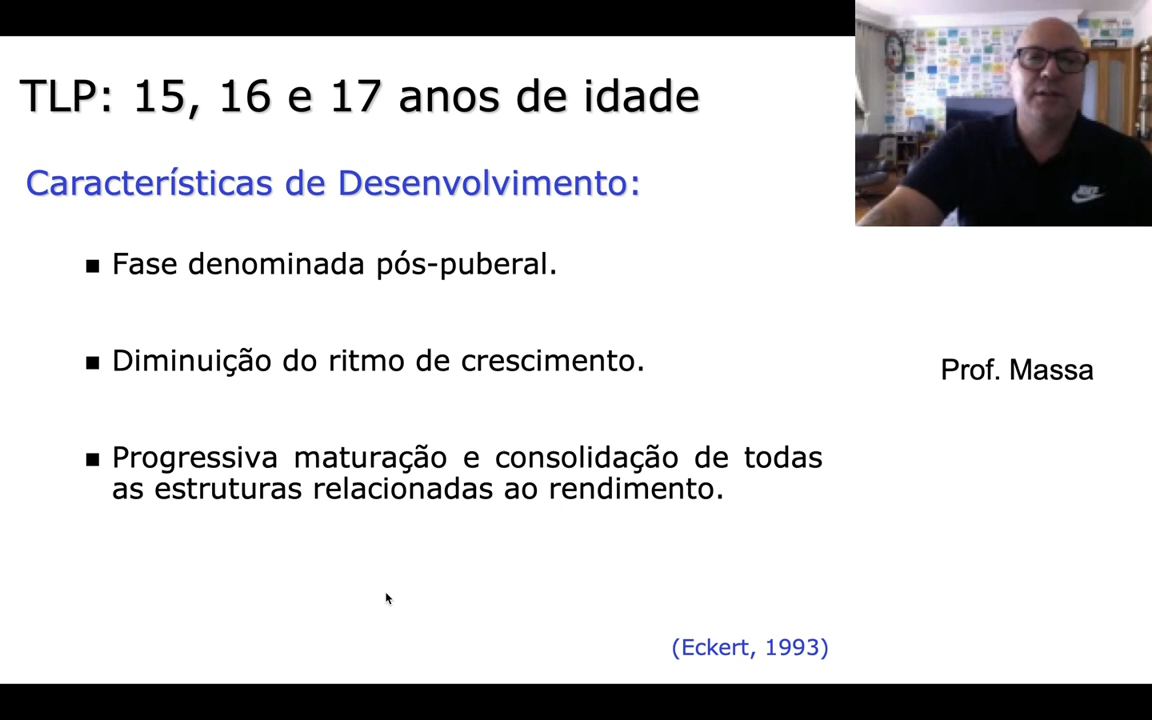 TLP: 15, 16 e 17 anos de idade
Características de Desenvolvimento:
Fase denominada pós-puberal.
Diminuição do ritmo de crescimento.
Prof. Massa
Progressiva maturação e consolidação de todas
as estruturas relacionadas ao rendimento.
(Eckert, 1993)